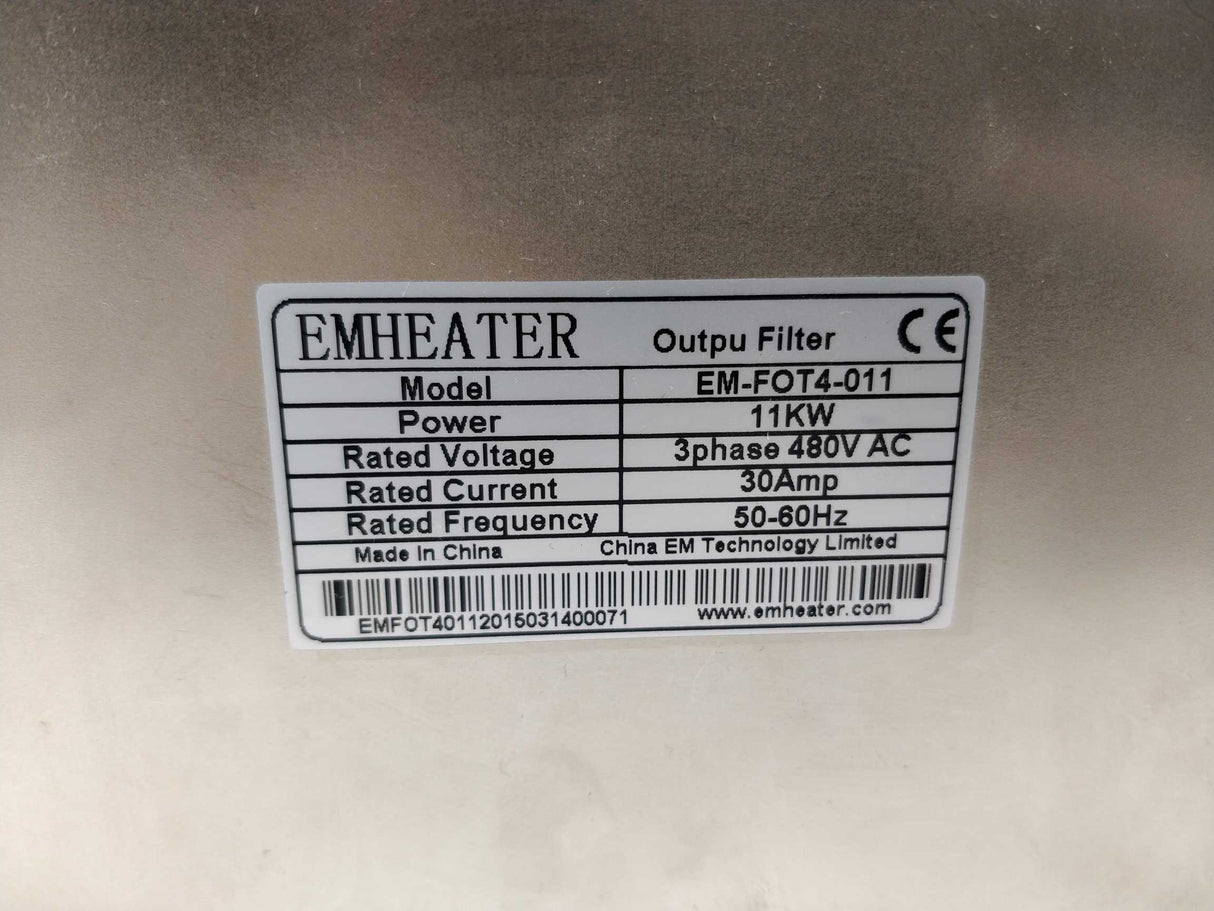 EMHEATER Outpu Filter CE
Model EM-FOT4-011
Power 11KW
Rated Voltage 3phase 480V AC
Rated Current 30Amp
Rated Frequency 50-60Hz
Made In China China EM Technology Limited
EMFOT40112015031400071 www.emheater.com